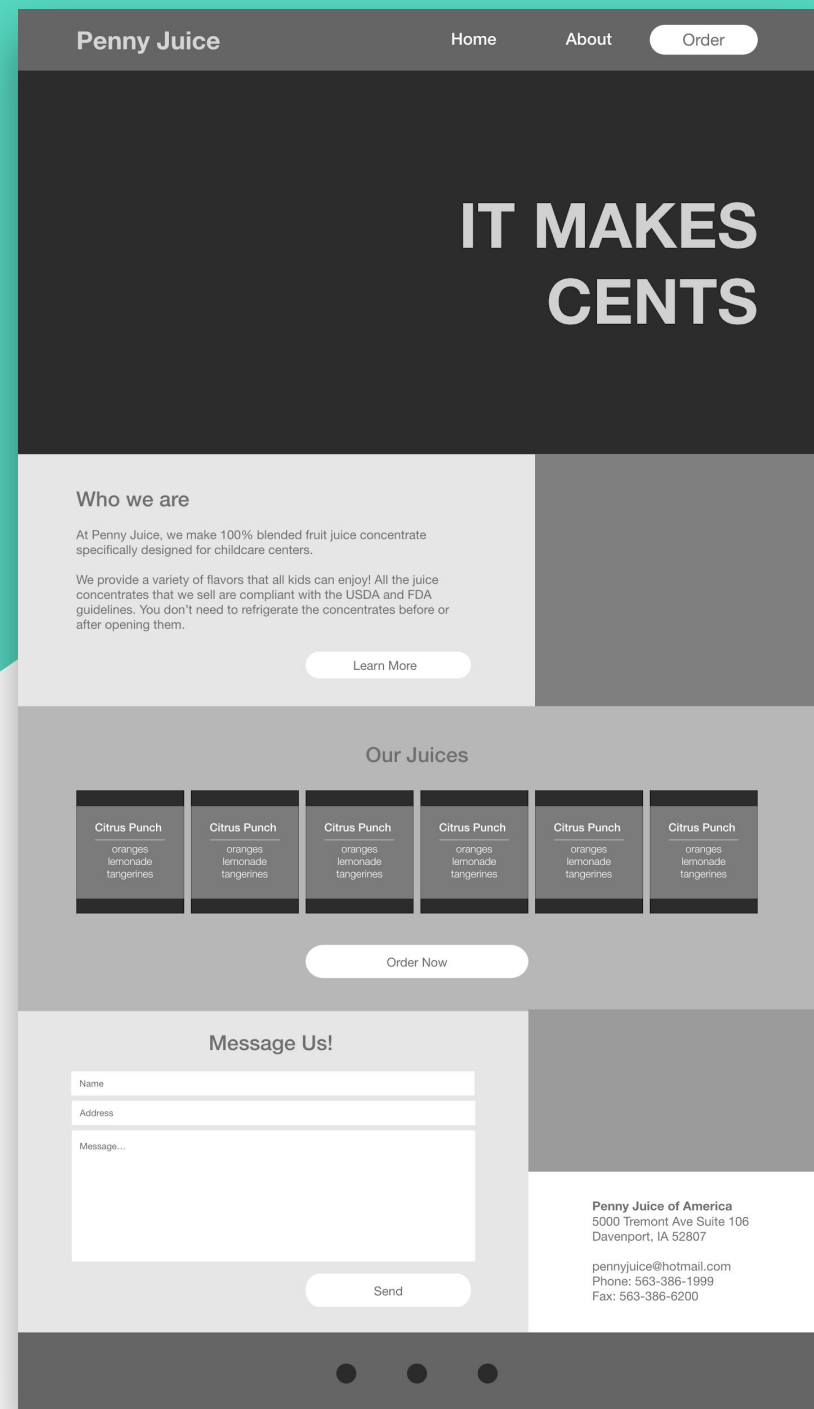 Penny Juice
Home
About
Order
IT MAKES
CENTS
Who we are
At Penny Juice, we make 100% blended fruit juice concentrate
specifically designed for childcare centers.
We provide a variety of flavors that all kids can enjoy! All the juice
concentrates that we sell are compliant with the USDA and FDA
guidelines. You don't need to refrigerate the concentrates before or
after opening them.
Learn More
Our Juices
Citrus Punch
oranges
lemonade
tangerines
Citrus Punch
oranges
lemonade
tangerines
Citrus Punch
oranges
lemonade
tangerines
Citrus Punch
oranges
lemonade
tangerines
Citrus Punch
oranges
lemonade
tangerines
Citrus Punch
oranges
lemonade
tangerines
Order Now
Message Us!
Name
Address
Message...
Send
Penny Juice of America
5000 Tremont Ave Suite 106
Davenport, IA 52807
pennyjuice@hotmail.com
Phone: 563-386-1999
Fax: 563-386-6200